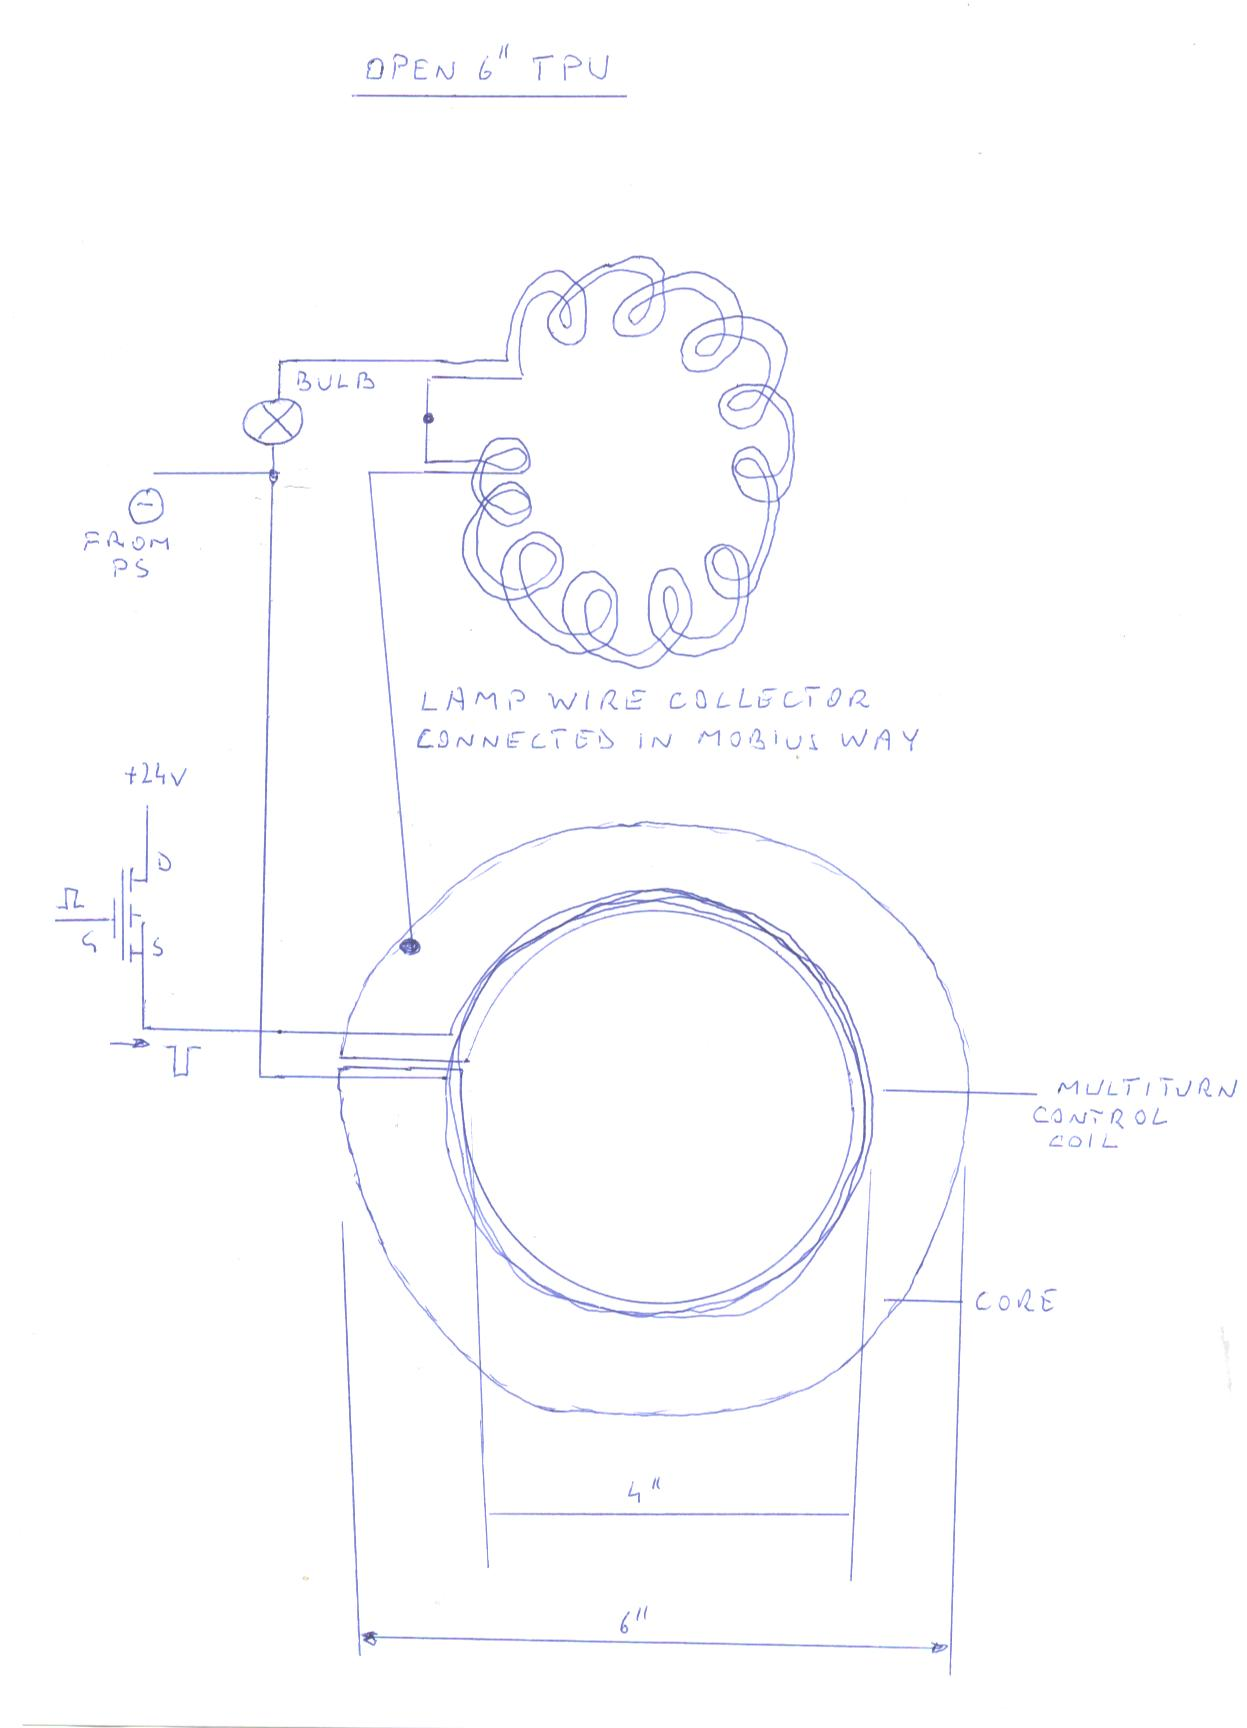 OPEN 6" TPU
BULB
-
FROM
PS
LAMP WIRE COLLECTOR
CONNECTED IN MOBIUS WAY
+24V
D
G
S
MULTITURN
CONTROL
COIL
CORE
4"
6"